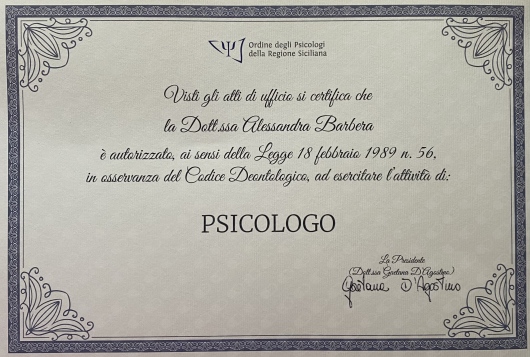 Ordine degli Psicologi
della Regione Siciliana
Visti gli atti di ufficio si certifica che
la Dott.ssa Alessandra Barbera
è autorizzato, ai sensi della Legge 18 febbraio 1989 n. 56,
in osservanza del Codice Deontologico, ad esercitare l'attività di:
PSICOLOGO
La Presidente
(Dott.ssa Gaetana D'Agostino)
Gaetana D'Agostino